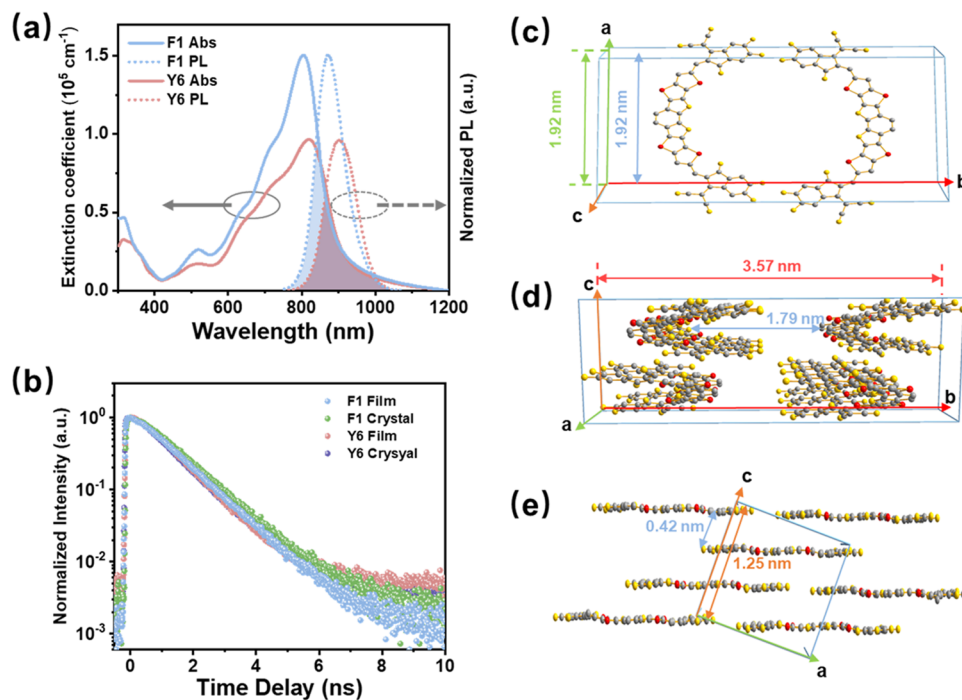 (a)
F1 Abs
F1 PL
Y6 Abs
Y6 PL
Extinction coefficient (10⁵ cm⁻¹)
1.5
1.0
0.5
0.0
300 400 600 800 1000 1200
Wavelength (nm)
Normalized PL (a.u.)
(b)
F1 Film
F1 Crystal
Y6 Film
Y6 Crysyal
Normalized Intensity (a.u.)
10⁰
10⁻¹
10⁻²
10⁻³
0 2 4 6 8 10
Time Delay (ns)
(c)
a
1.92 nm
1.92 nm
b
c
(d)
3.57 nm
c
1.79 nm
b
a
(e)
c
0.42 nm
1.25 nm
a